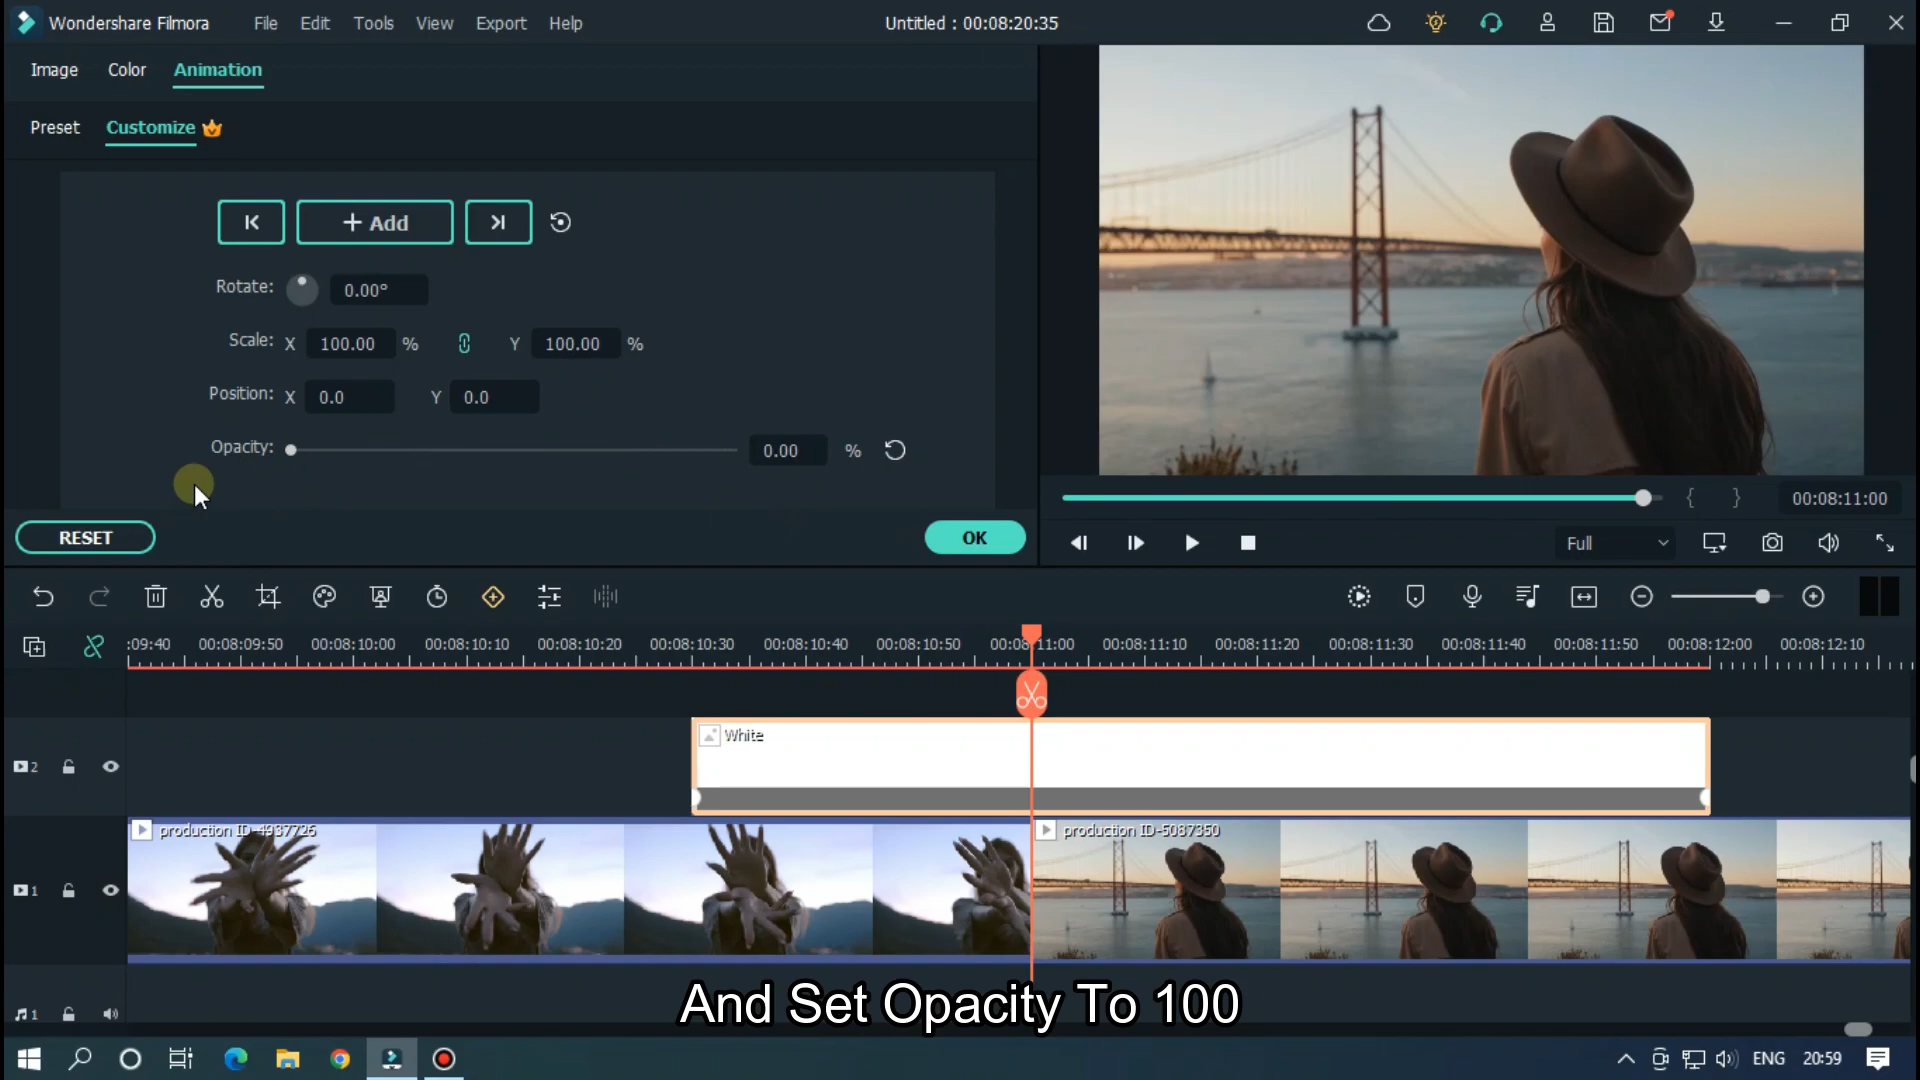 Wondershare Filmora File Edit Tools View Export Help Untitled : 00:08:20:35
Image Color Animation
Preset Customize
+ Add
Rotate: 0.00°
Scale: X 100.00 % Y 100.00 %
Position: X 0.0 Y 0.0
Opacity: 0.00 %
RESET OK
{ } 00:08:11:00
Full
:09:40 00:08:09:50 00:08:10:00 00:08:10:10 00:08:10:20 00:08:10:30 00:08:10:40 00:08:10:50 00:08:11:00 00:08:11:10 00:08:11:20 00:08:11:30 00:08:11:40 00:08:11:50 00:08:12:00 00:08:12:10
White
2
production ID-4937726 production ID-5087350
1
1
And Set Opacity To 100
ENG 20:59